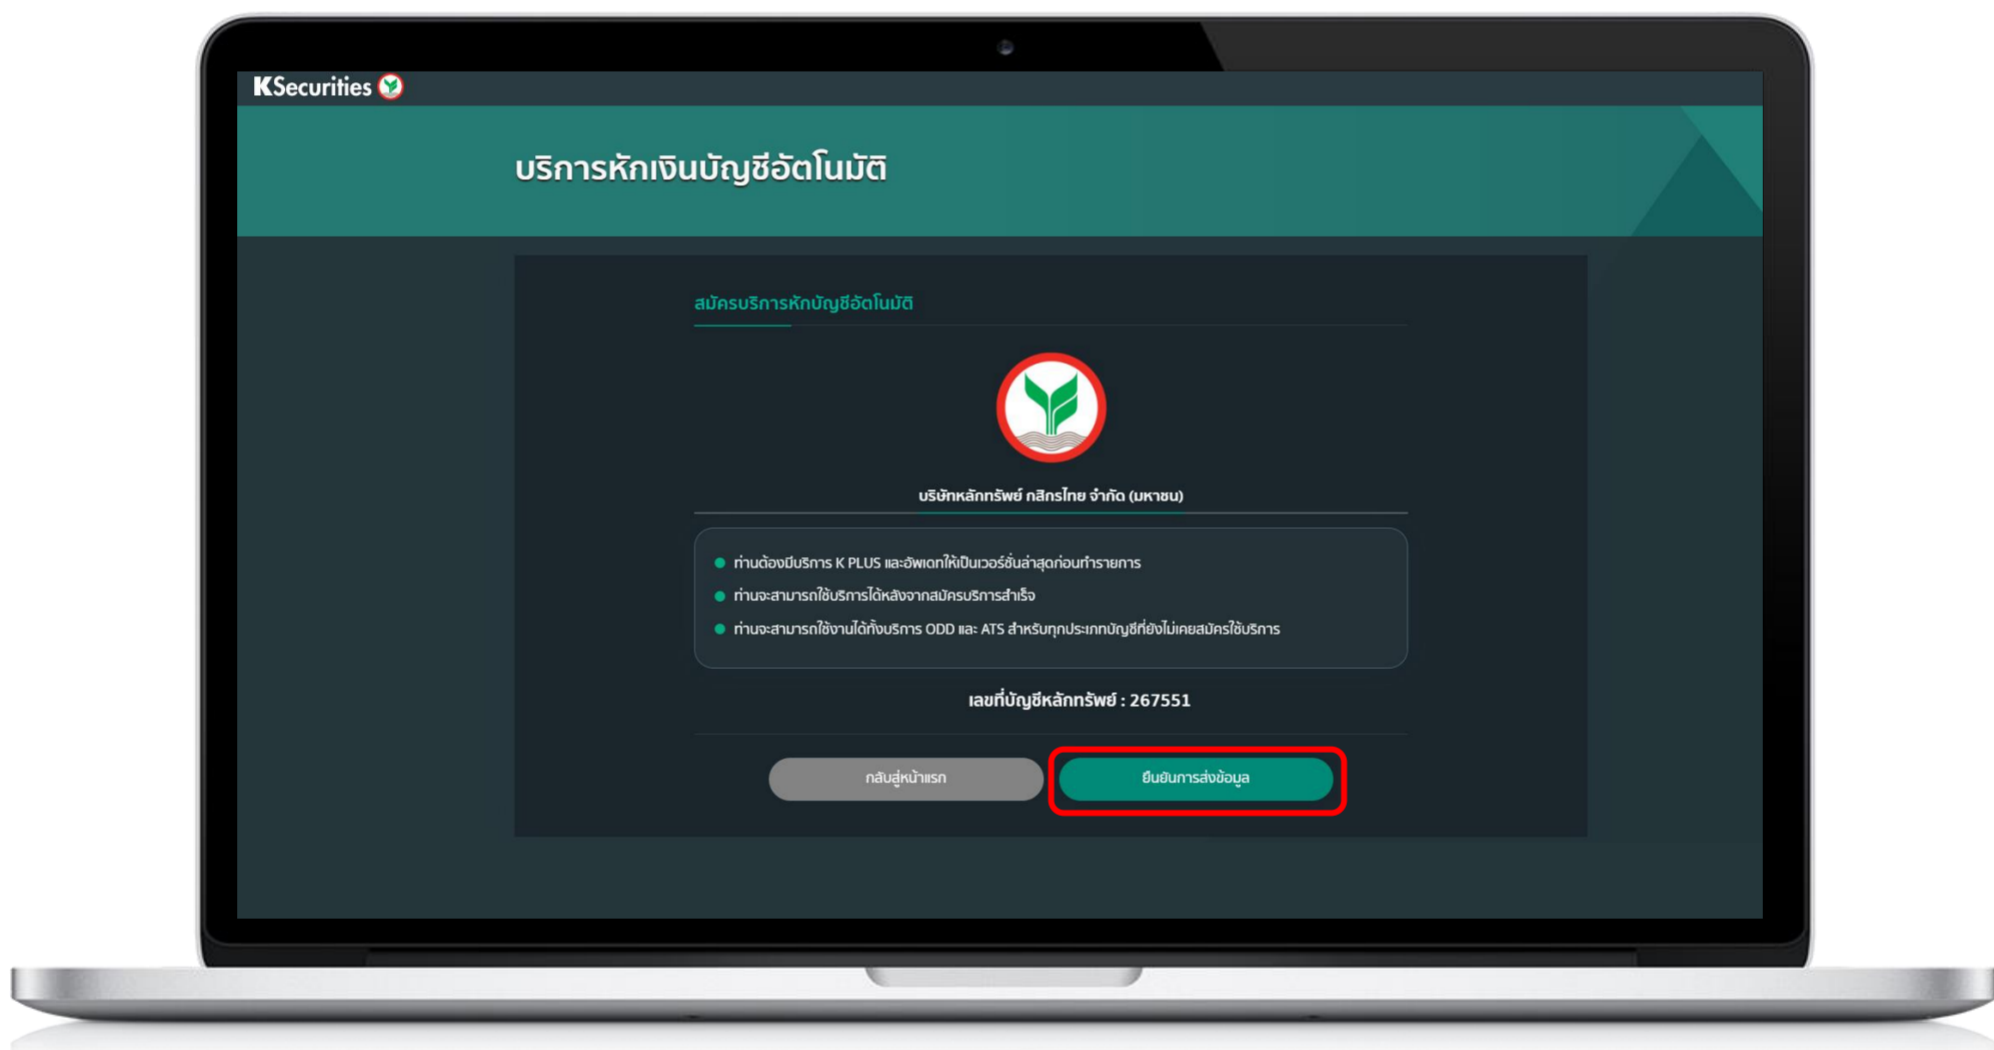 KSecurities
บริการหักเงินบัญชีอัตโนมัติ
สมัครบริการหักบัญชีอัตโนมัติ
บริษัทหลักทรัพย์ กสิกรไทย จำกัด (มหาชน)
ท่านต้องมีบริการ K PLUS และอัพเดทให้เป็นเวอร์ชั่นล่าสุดก่อนทำรายการ
ท่านจะสามารถใช้บริการได้หลังจากสมัครบริการสำเร็จ
ท่านจะสามารถใช้งานได้ทั้งบริการ ODD และ ATS สำหรับทุกประเภทบัญชีที่ยังไม่เคยสมัครใช้บริการ
เลขที่บัญชีหลักทรัพย์ : 267551
กลับสู่หน้าแรก
ยืนยันการส่งข้อมูล